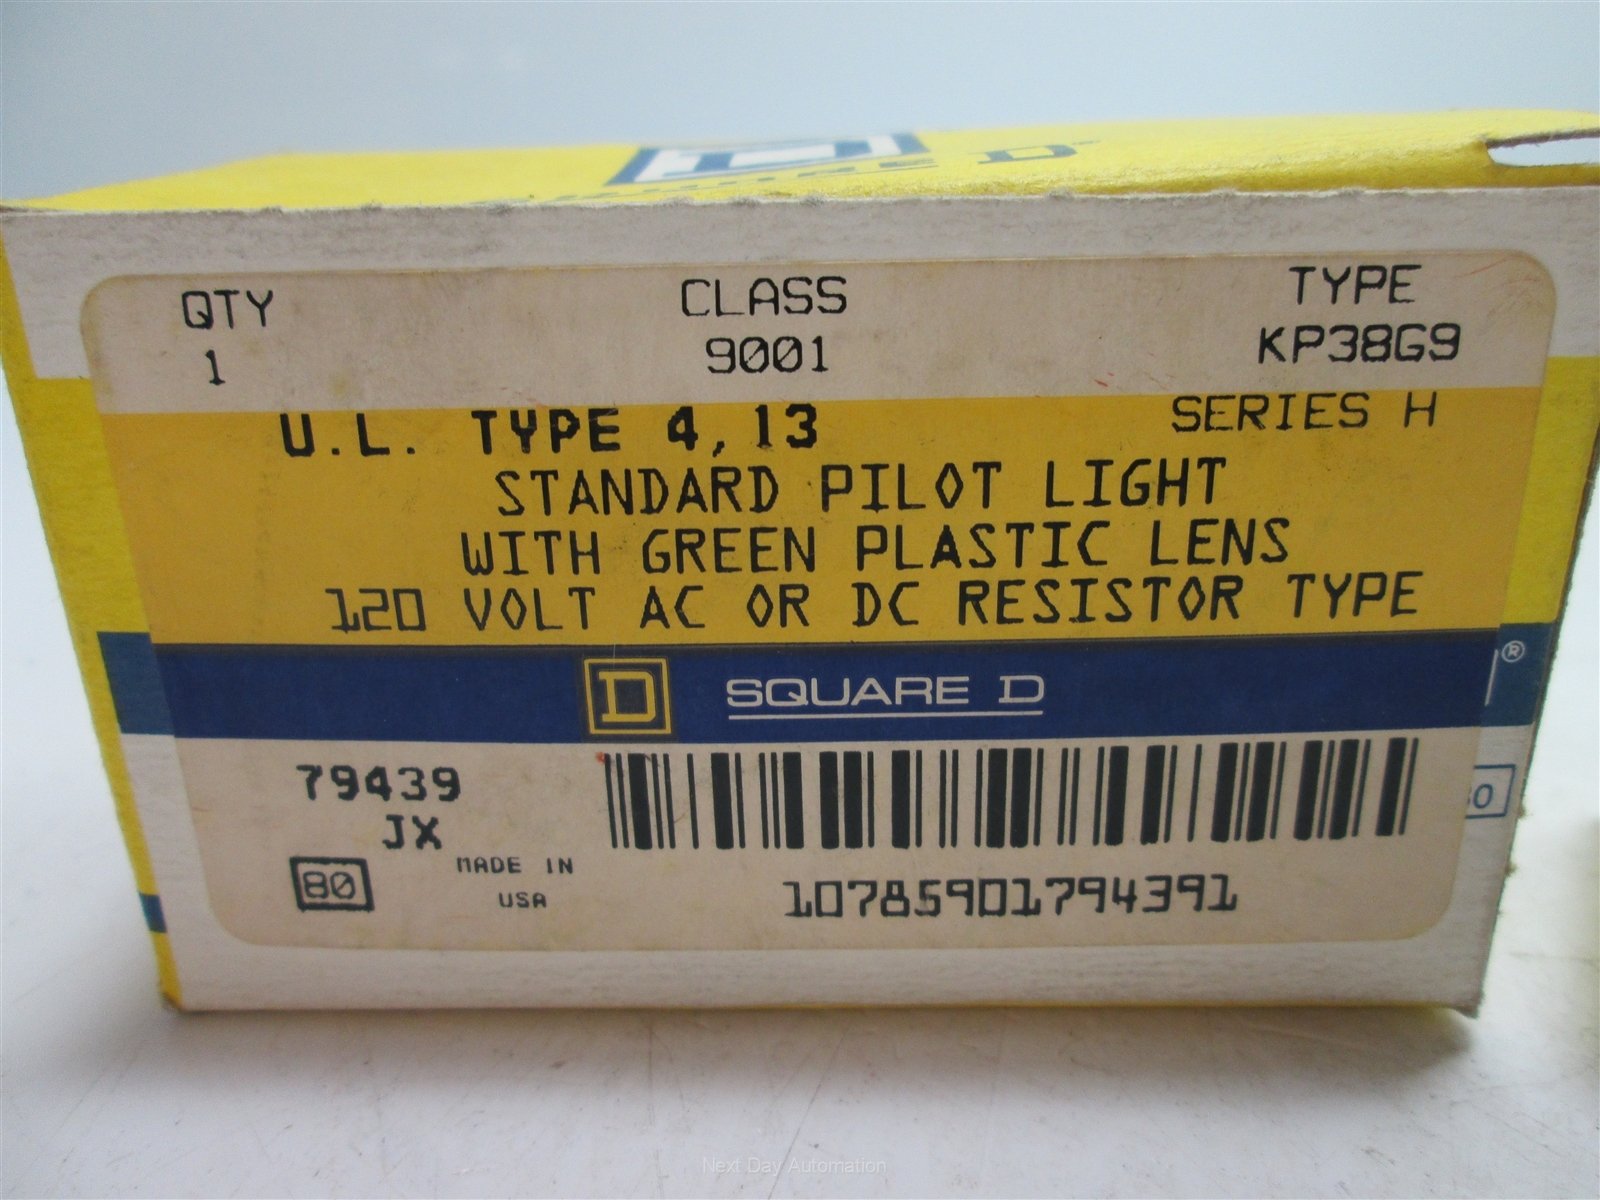 SQUARE D
QTY CLASS TYPE
1 9001 KP38G9
U.L. TYPE 4,13 SERIES H
STANDARD PILOT LIGHT
WITH GREEN PLASTIC LENS
120 VOLT AC OR DC RESISTOR TYPE
D SQUARE D
®
79439
JX
80 MADE IN
USA
10785901794391
Next Day Automation